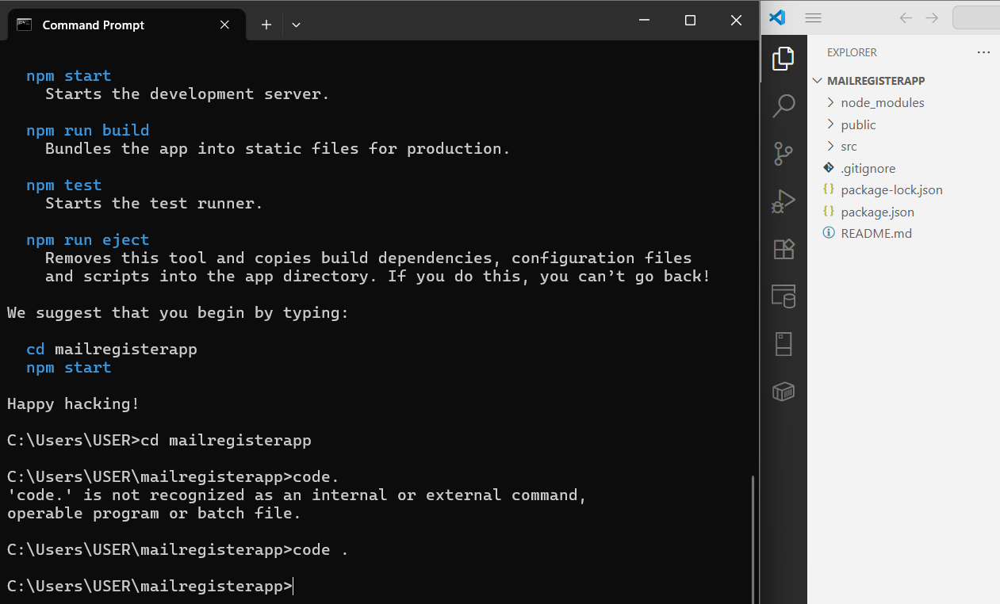 Command Prompt
npm start
Starts the development server.
npm run build
Bundles the app into static files for production.
npm test
Starts the test runner.
npm run eject
Removes this tool and copies build dependencies, configuration files
and scripts into the app directory. If you do this, you can’t go back!
We suggest that you begin by typing:
cd mailregisterapp
npm start
Happy hacking!
C:\Users\USER>cd mailregisterapp
C:\Users\USER\mailregisterapp>code.
'code.' is not recognized as an internal or external command,
operable program or batch file.
C:\Users\USER\mailregisterapp>code .
C:\Users\USER\mailregisterapp>
EXPLORER
MAILREGISTERAPP
node_modules
public
src
.gitignore
package-lock.json
package.json
README.md